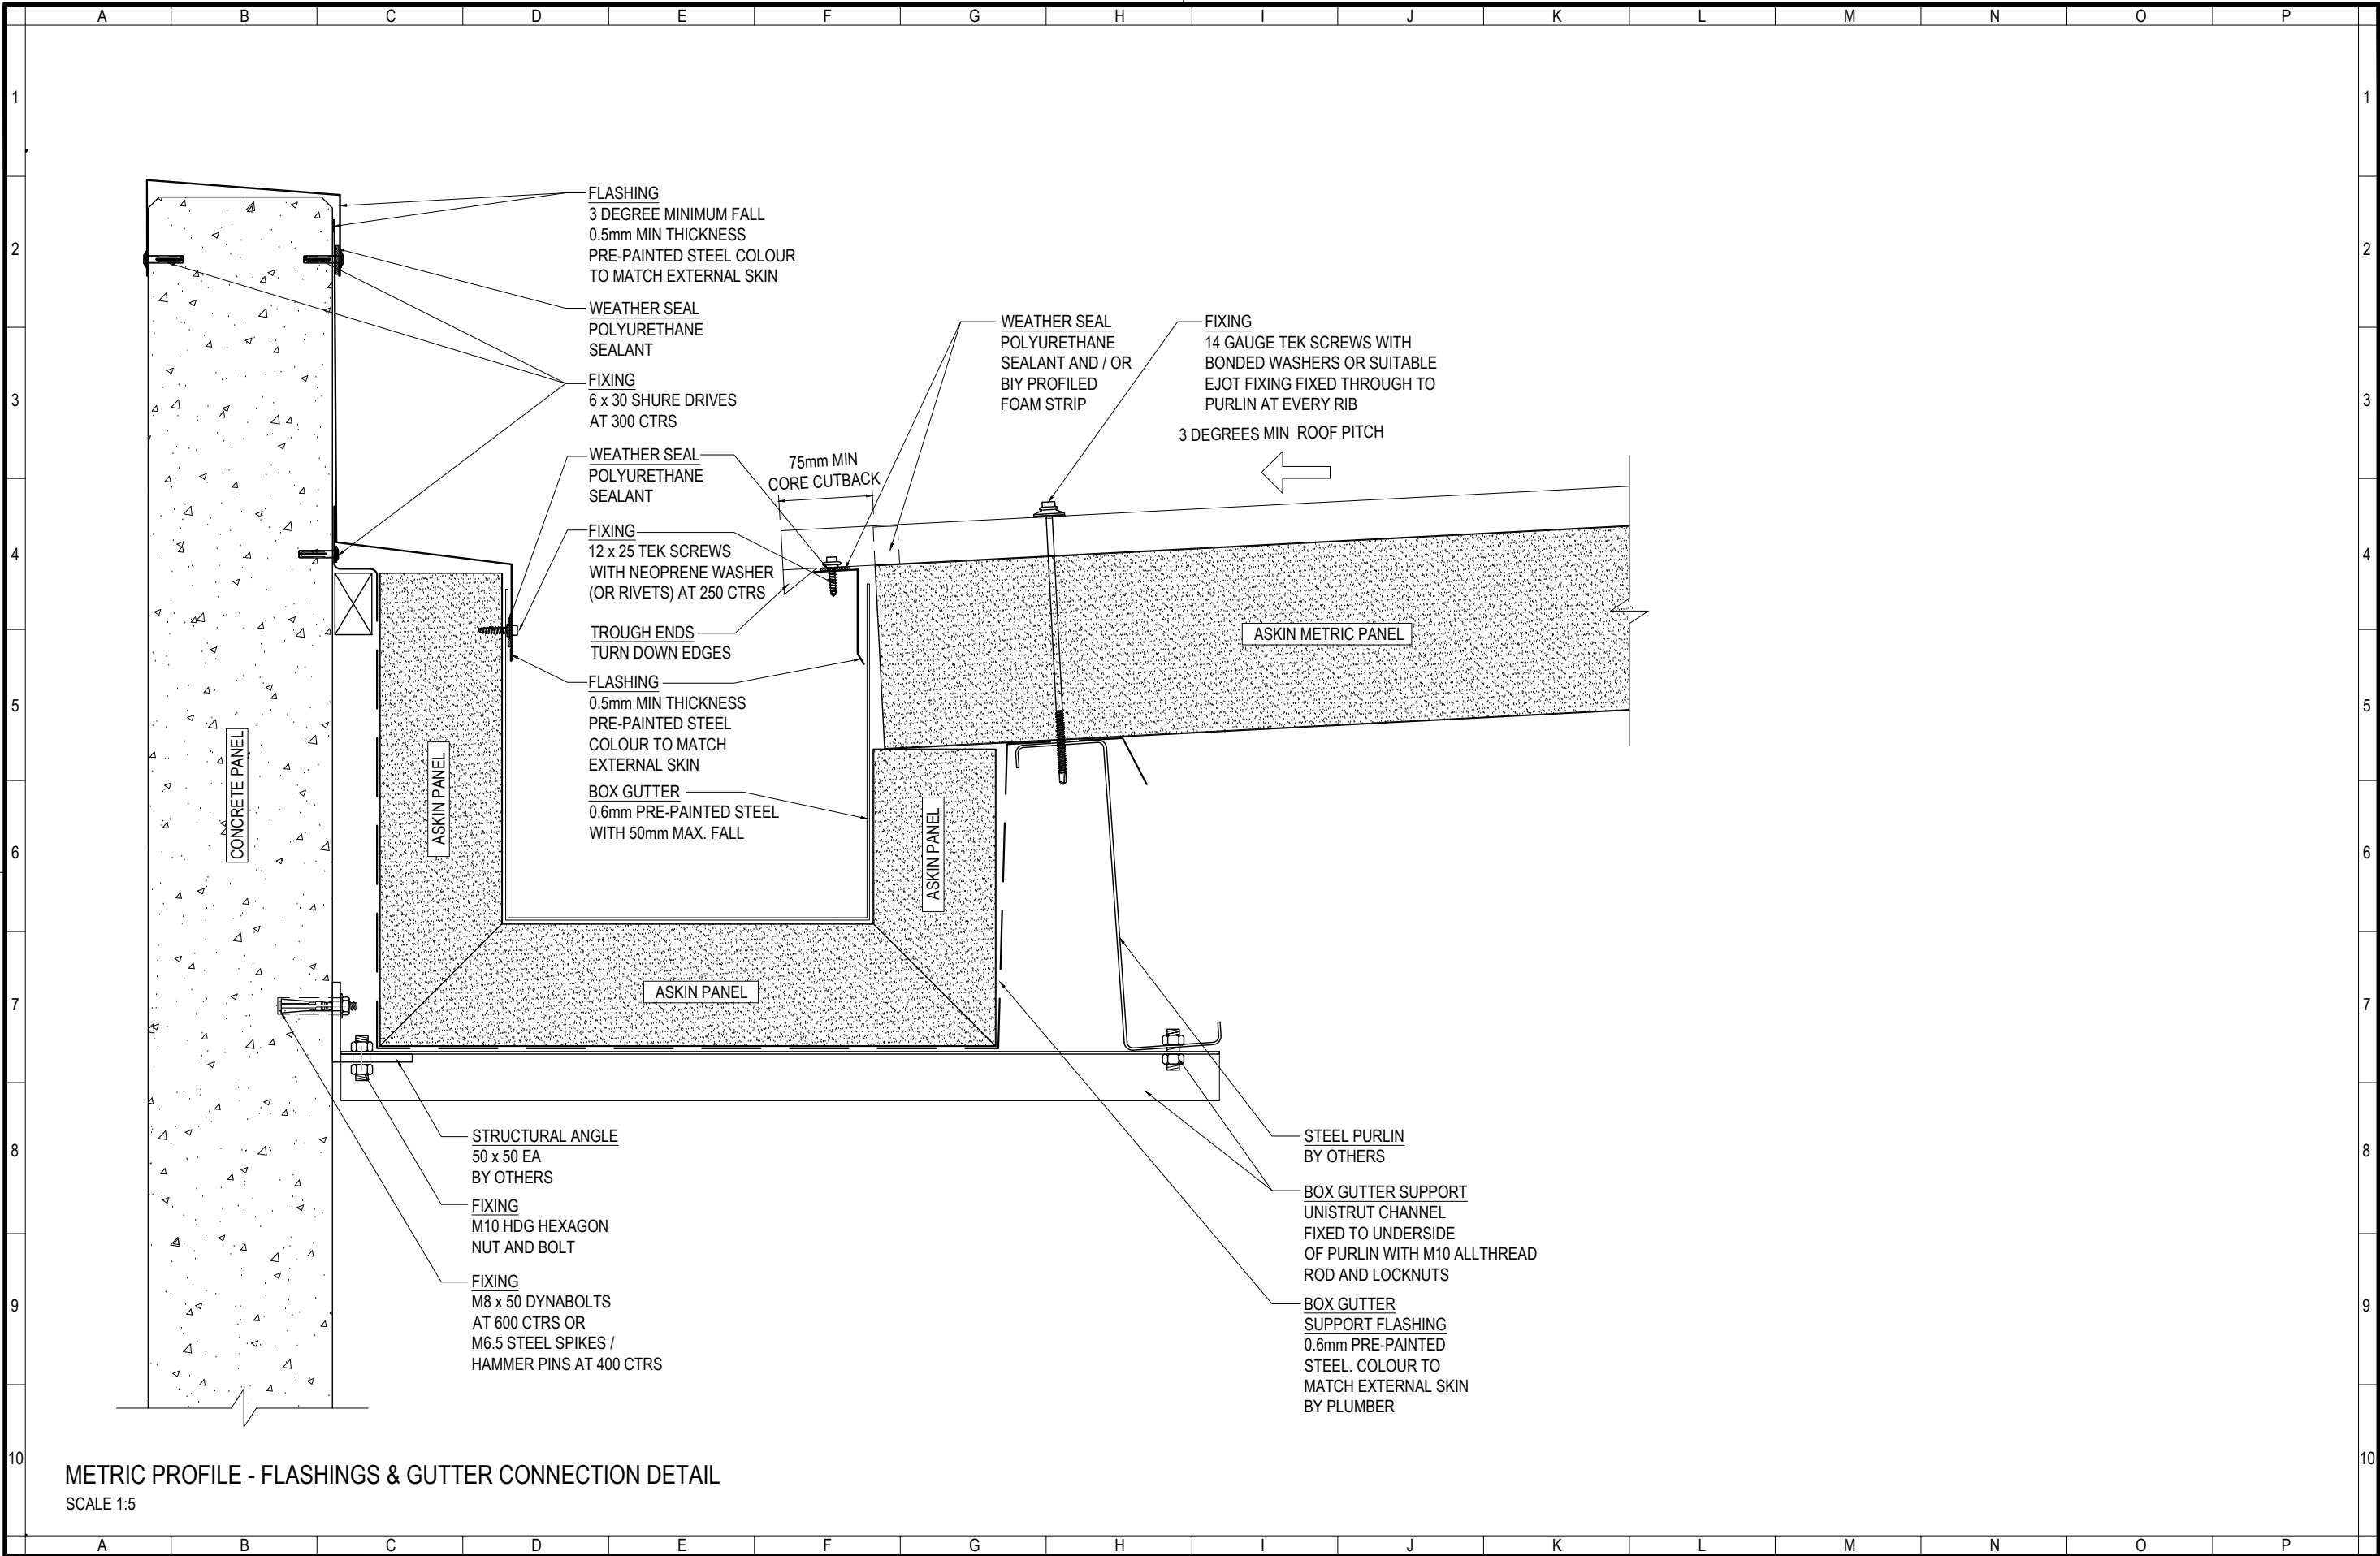 A B C D E F G H I J K L M N O P
1 1
2 2
3 3
4 4
5 5
6 6
7 7
8 8
9 9
10 10
FLASHING
3 DEGREE MINIMUM FALL
0.5mm MIN THICKNESS
PRE-PAINTED STEEL COLOUR
TO MATCH EXTERNAL SKIN
WEATHER SEAL
POLYURETHANE
SEALANT
FIXING
6 x 30 SHURE DRIVES
AT 300 CTRS
WEATHER SEAL
POLYURETHANE
SEALANT
FIXING
12 x 25 TEK SCREWS
WITH NEOPRENE WASHER
(OR RIVETS) AT 250 CTRS
TROUGH ENDS
TURN DOWN EDGES
FLASHING
0.5mm MIN THICKNESS
PRE-PAINTED STEEL
COLOUR TO MATCH
EXTERNAL SKIN
BOX GUTTER
0.6mm PRE-PAINTED STEEL
WITH 50mm MAX. FALL
75mm MIN
CORE CUTBACK
WEATHER SEAL
POLYURETHANE
SEALANT AND / OR
BIY PROFILED
FOAM STRIP
FIXING
14 GAUGE TEK SCREWS WITH
BONDED WASHERS OR SUITABLE
EJOT FIXING FIXED THROUGH TO
PURLIN AT EVERY RIB
3 DEGREES MIN ROOF PITCH
ASKIN METRIC PANEL
CONCRETE PANEL
ASKIN PANEL
ASKIN PANEL
ASKIN PANEL
STRUCTURAL ANGLE
50 x 50 EA
BY OTHERS
FIXING
M10 HDG HEXAGON
NUT AND BOLT
FIXING
M8 x 50 DYNABOLTS
AT 600 CTRS OR
M6.5 STEEL SPIKES /
HAMMER PINS AT 400 CTRS
STEEL PURLIN
BY OTHERS
BOX GUTTER SUPPORT
UNISTRUT CHANNEL
FIXED TO UNDERSIDE
OF PURLIN WITH M10 ALLTHREAD
ROD AND LOCKNUTS
BOX GUTTER
SUPPORT FLASHING
0.6mm PRE-PAINTED
STEEL. COLOUR TO
MATCH EXTERNAL SKIN
BY PLUMBER
METRIC PROFILE - FLASHINGS & GUTTER CONNECTION DETAIL
SCALE 1:5
A B C D E F G H I J K L M N O P